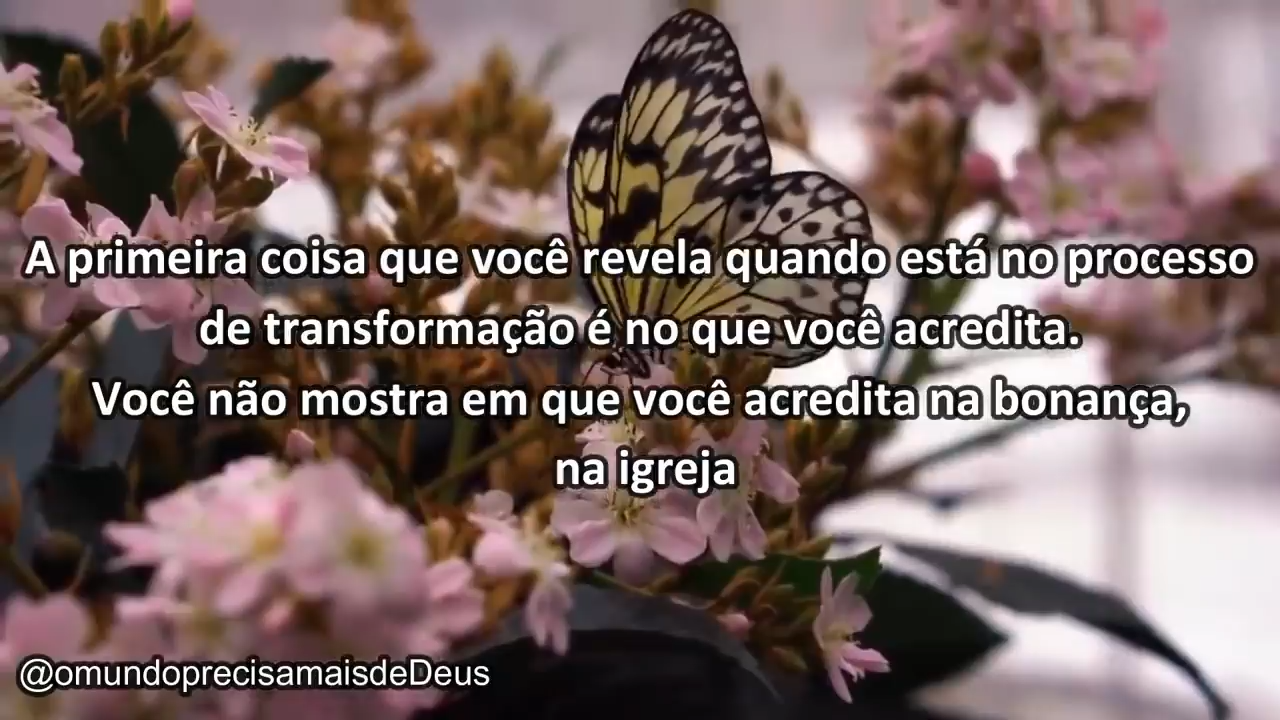 A primeira coisa que você revela quando está no processo
de transformação é no que você acredita.
Você não mostra em que você acredita na bonança,
na igreja
@omundoprecisamaisdeDeus